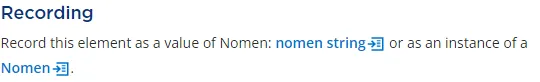 Recording
Record this element as a value of Nomen: nomen string or as an instance of a
Nomen.